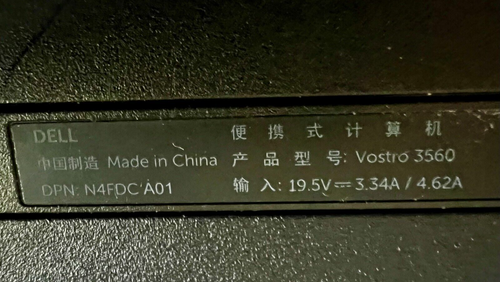 DELL 便携式计算机
中国制造 Made in China 产品型号: Vostro 3560
DPN: N4FDC A01 输入: 19.5V⎓3.34A / 4.62A